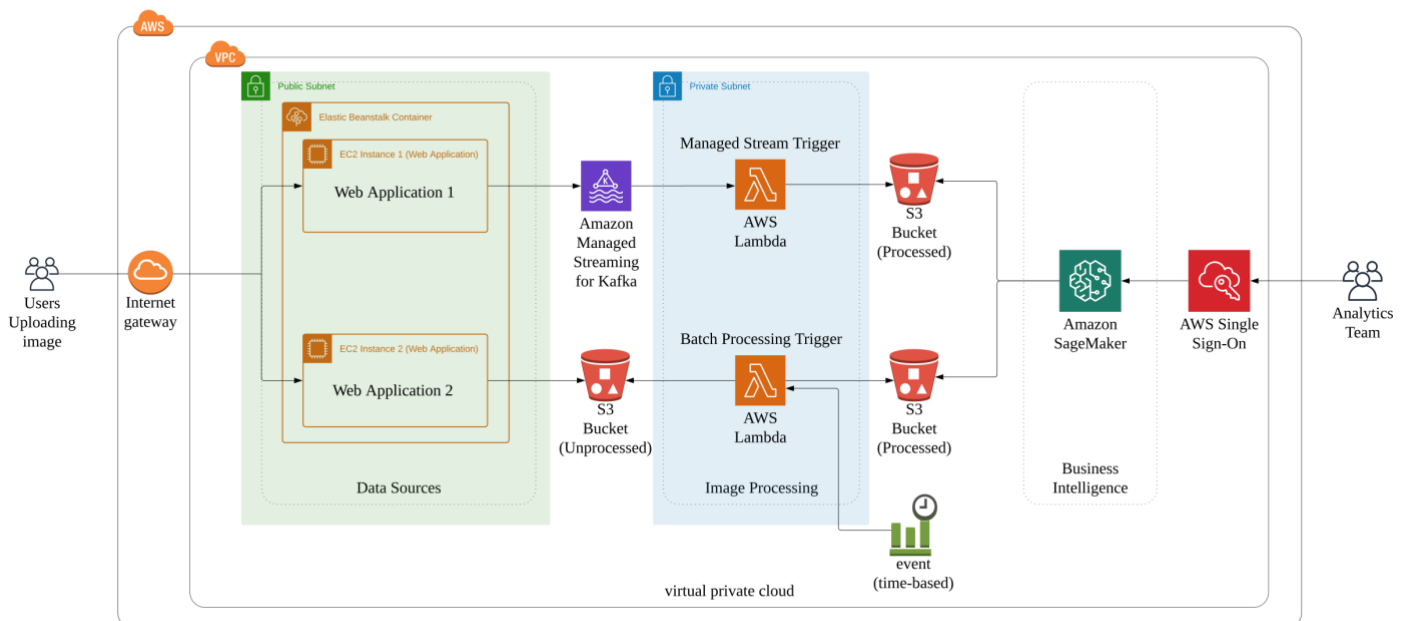 AWS
VPC
Public Subnet
Private Subnet
Elastic Beanstalk Container
EC2 Instance 1 (Web Application)
Web Application 1
Managed Stream Trigger
K
Amazon
Managed
Streaming
for Kafka
AWS
Lambda
S3
Bucket
(Processed)
Users
Uploading
image
Internet
gateway
Amazon
SageMaker
AWS Single
Sign-On
Analytics
Team
EC2 Instance 2 (Web Application)
Web Application 2
Batch Processing Trigger
S3
Bucket
(Unprocessed)
AWS
Lambda
S3
Bucket
(Processed)
Data Sources
Image Processing
Business
Intelligence
event
(time-based)
virtual private cloud